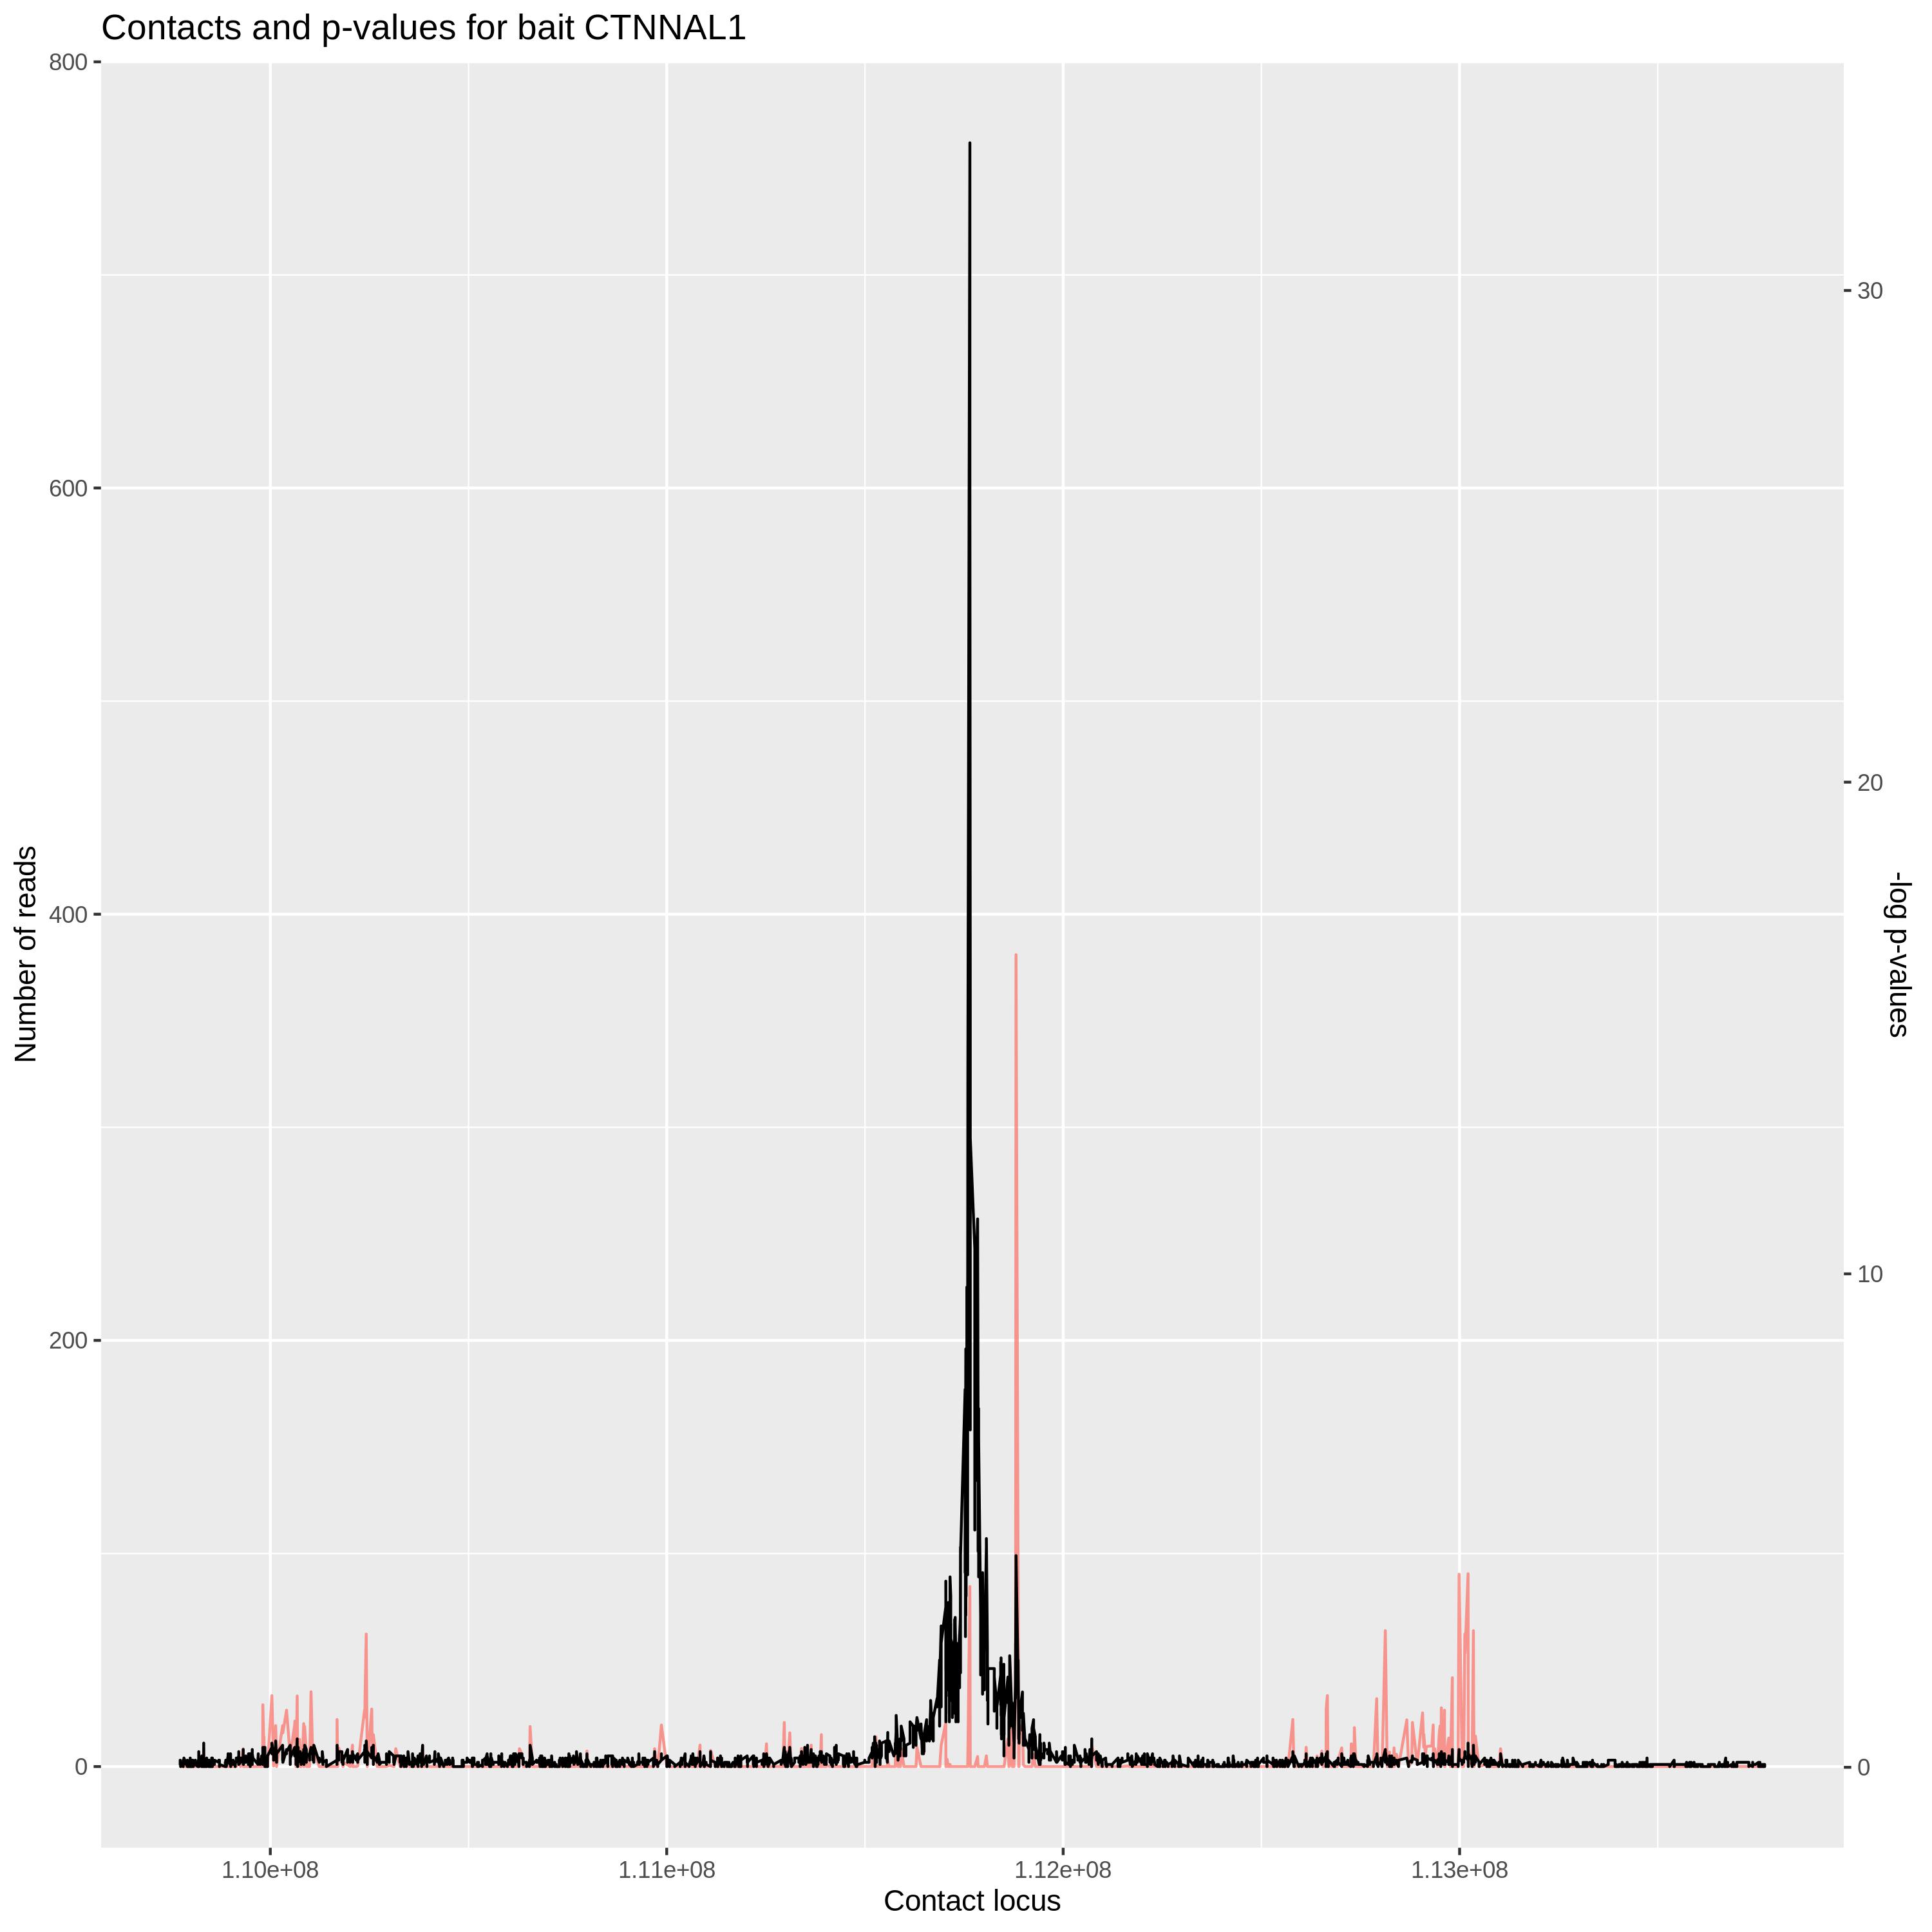 Contacts and p-values for bait CTNNAL1
800
600
400
200
0
Number of reads
30
20
10
0
-log p-values
1.10e+08
1.11e+08
1.12e+08
1.13e+08
Contact locus